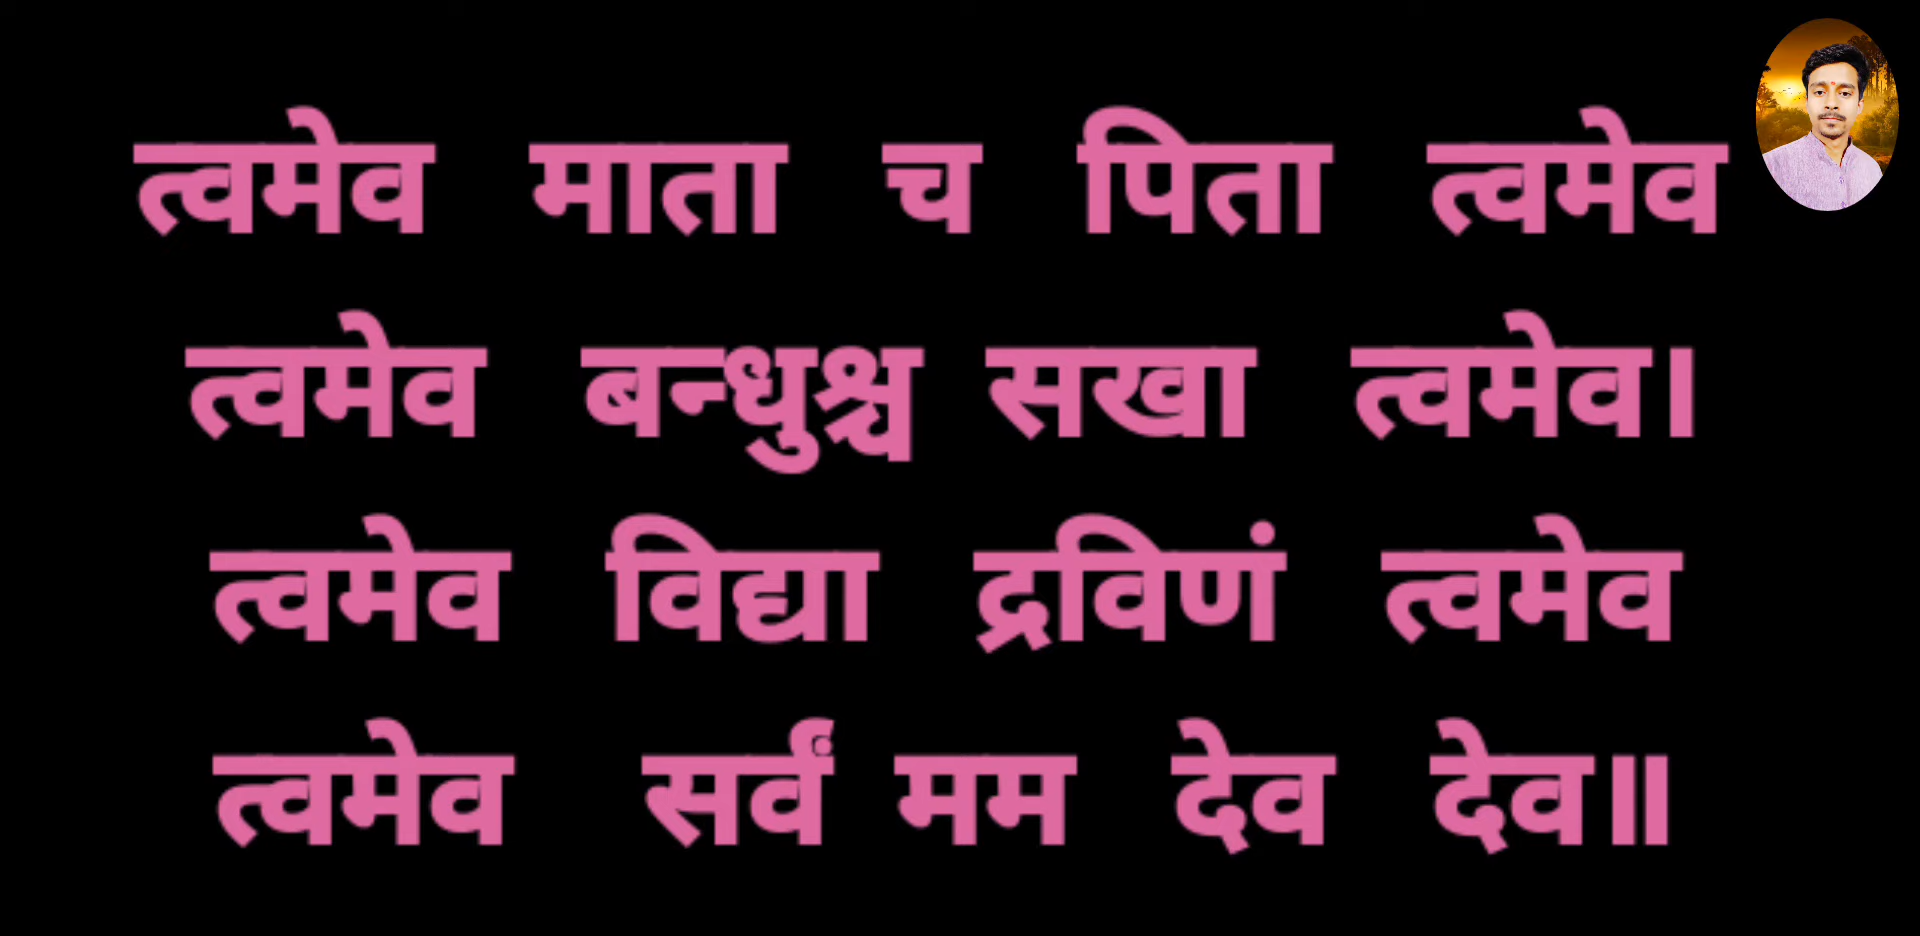 त्वमेव माता च पिता त्वमेव
त्वमेव बन्धुश्च सखा त्वमेव।
त्वमेव विद्या द्रविणं त्वमेव
त्वमेव सर्वं मम देव देव॥